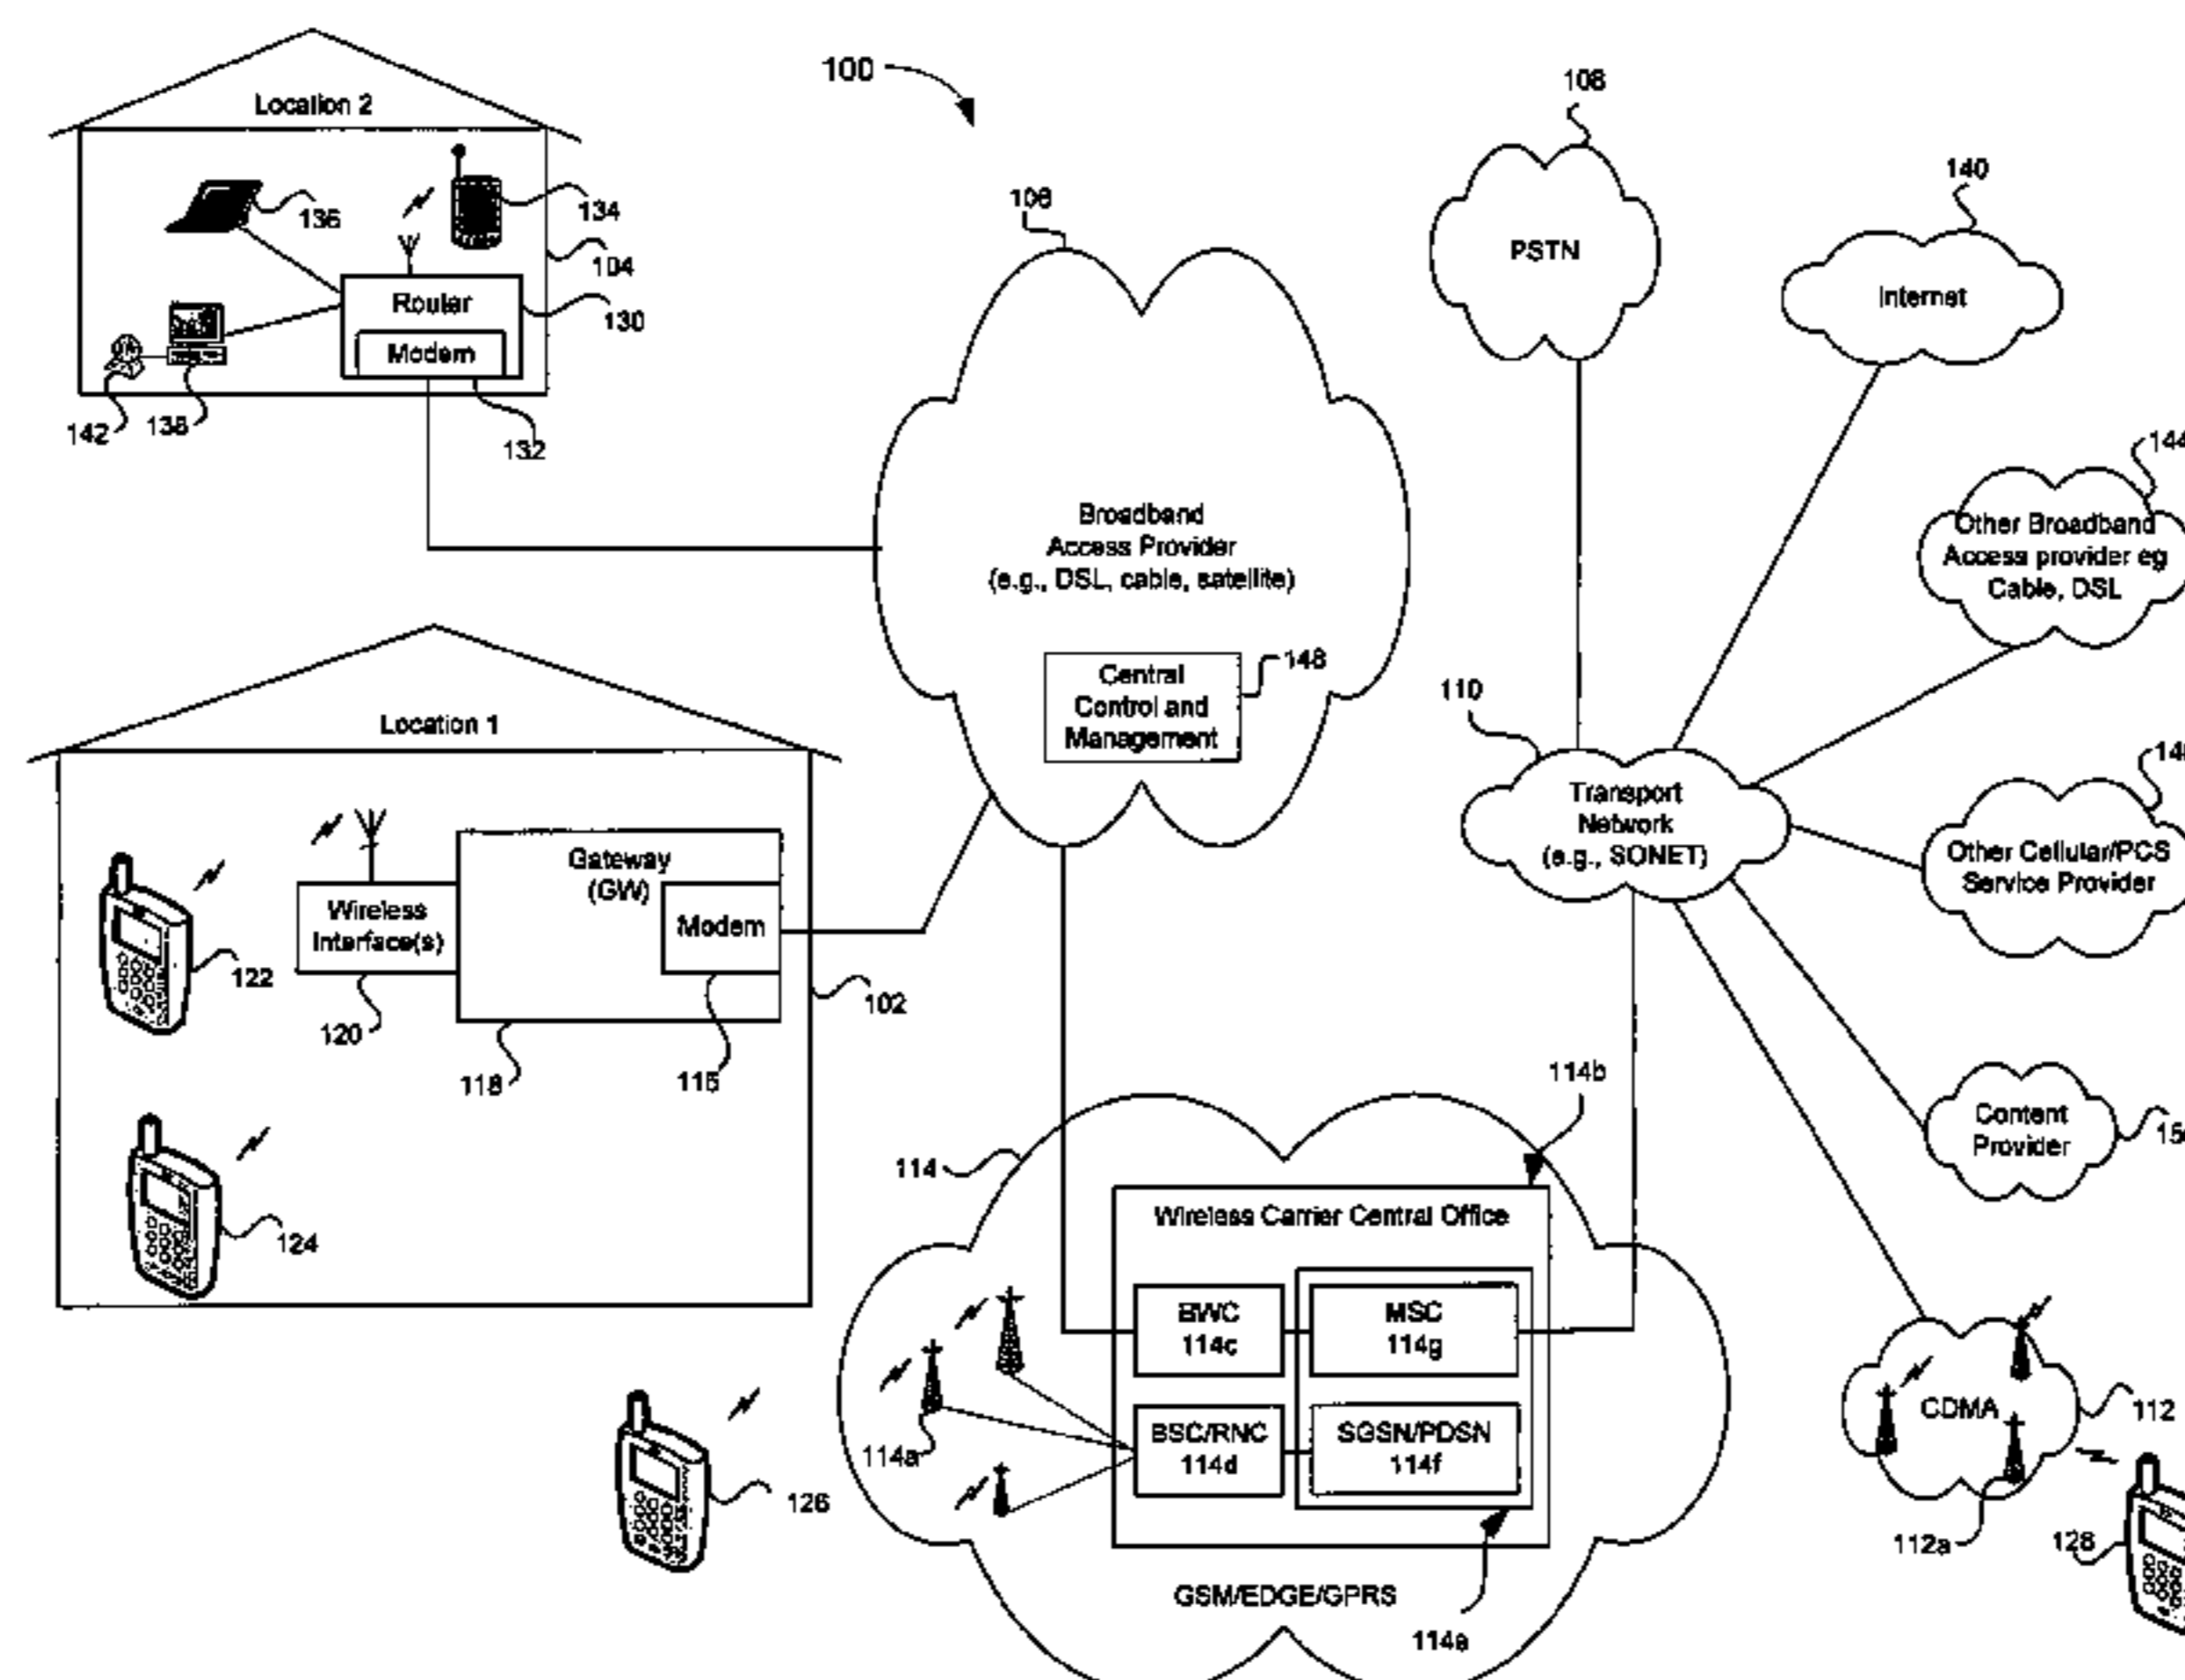 100
Location 2
136
134
104
Router
130
Modem
142
138
132
106
Broadband
Access Provider
(e.g., DSL, cable, satellite)
Central
Control and
Management
148
108
PSTN
140
Internet
Other Broadband
Access provider eg
Cable, DSL
110
Transport
Network
(e.g., SONET)
Other Cellular/PCS
Service Provider
Content
Provider
Location 1
Gateway
(GW)
Wireless
Interface(s)
Modem
122
120
118
116
102
124
126
114
114b
Wireless Carrier Central Office
BWC
114c
MSC
114g
BSC/RNC
114d
SGSN/PDSN
114f
114a
GSM/EDGE/GPRS
114e
CDMA
112
112a
128